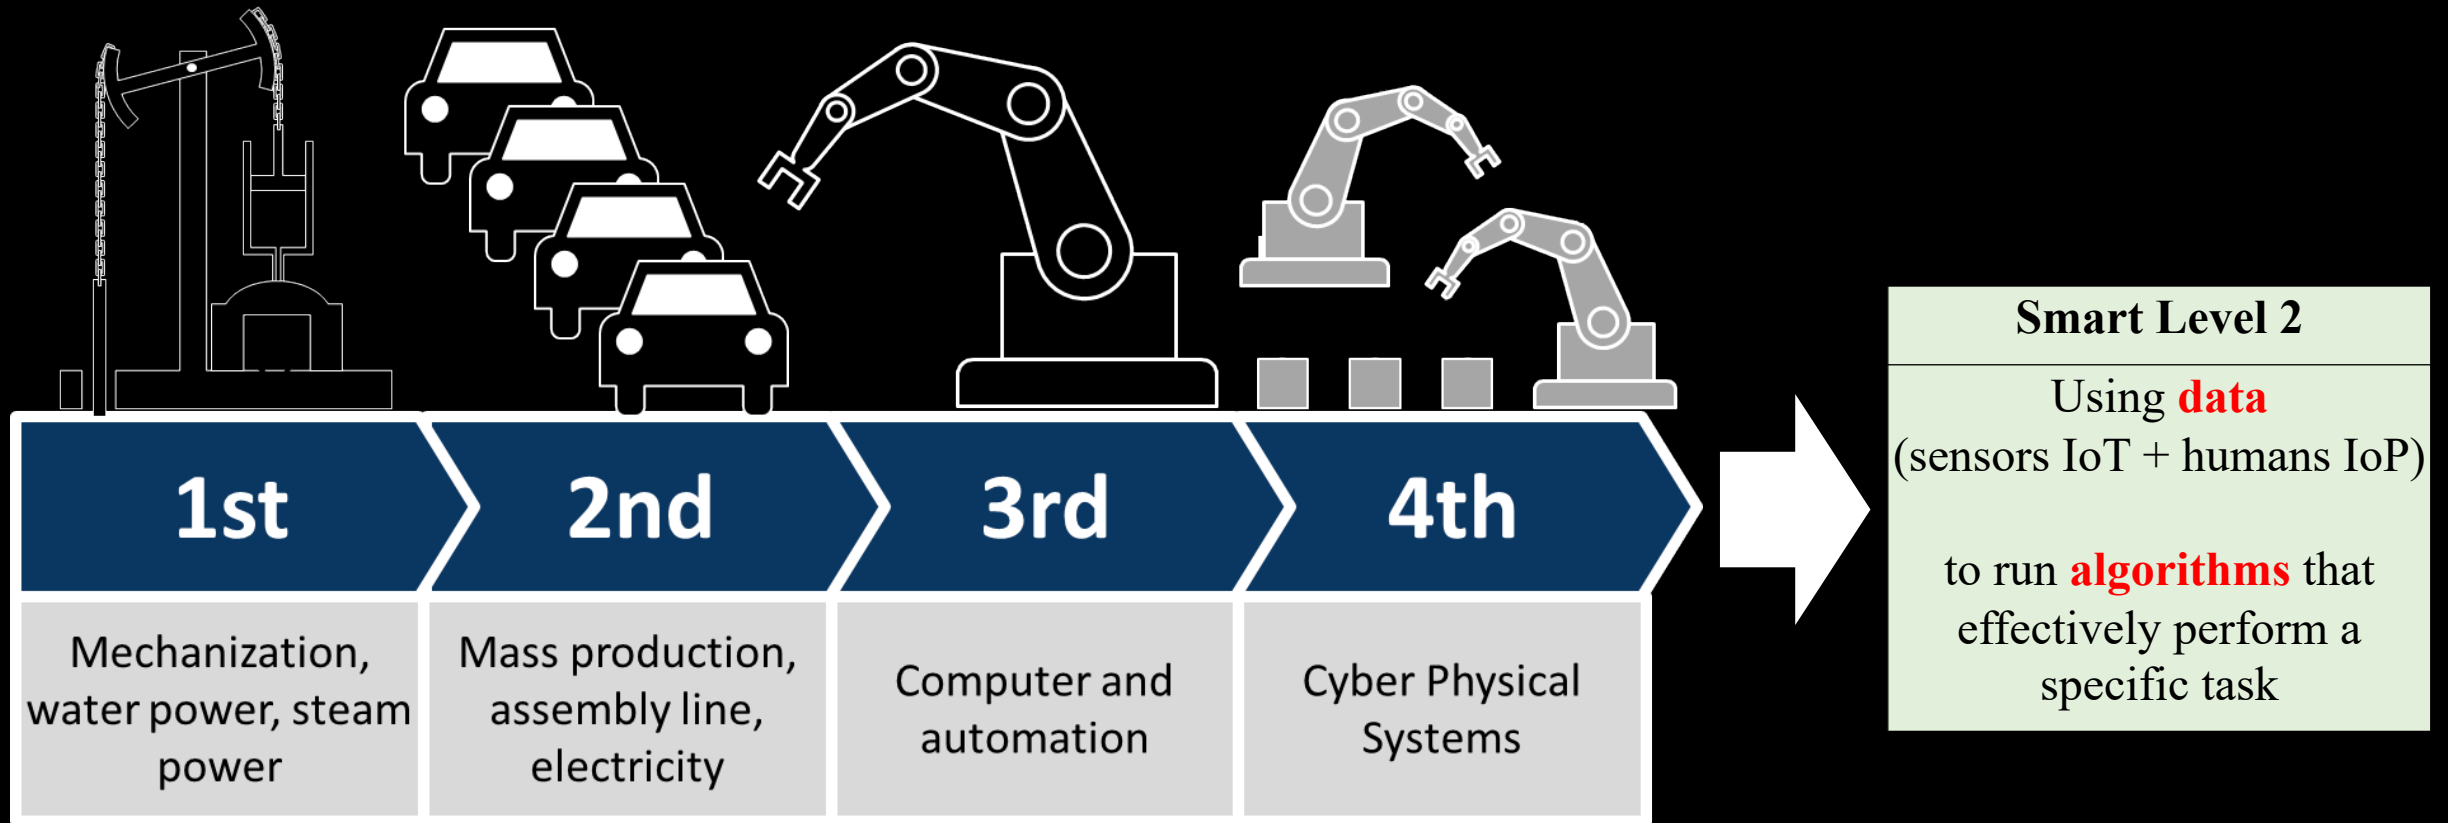 1st
2nd
3rd
4th
Mechanization,
water power, steam
power
Mass production,
assembly line,
electricity
Computer and
automation
Cyber Physical
Systems
Smart Level 2
Using data
(sensors IoT + humans IoP)
to run algorithms that
effectively perform a
specific task